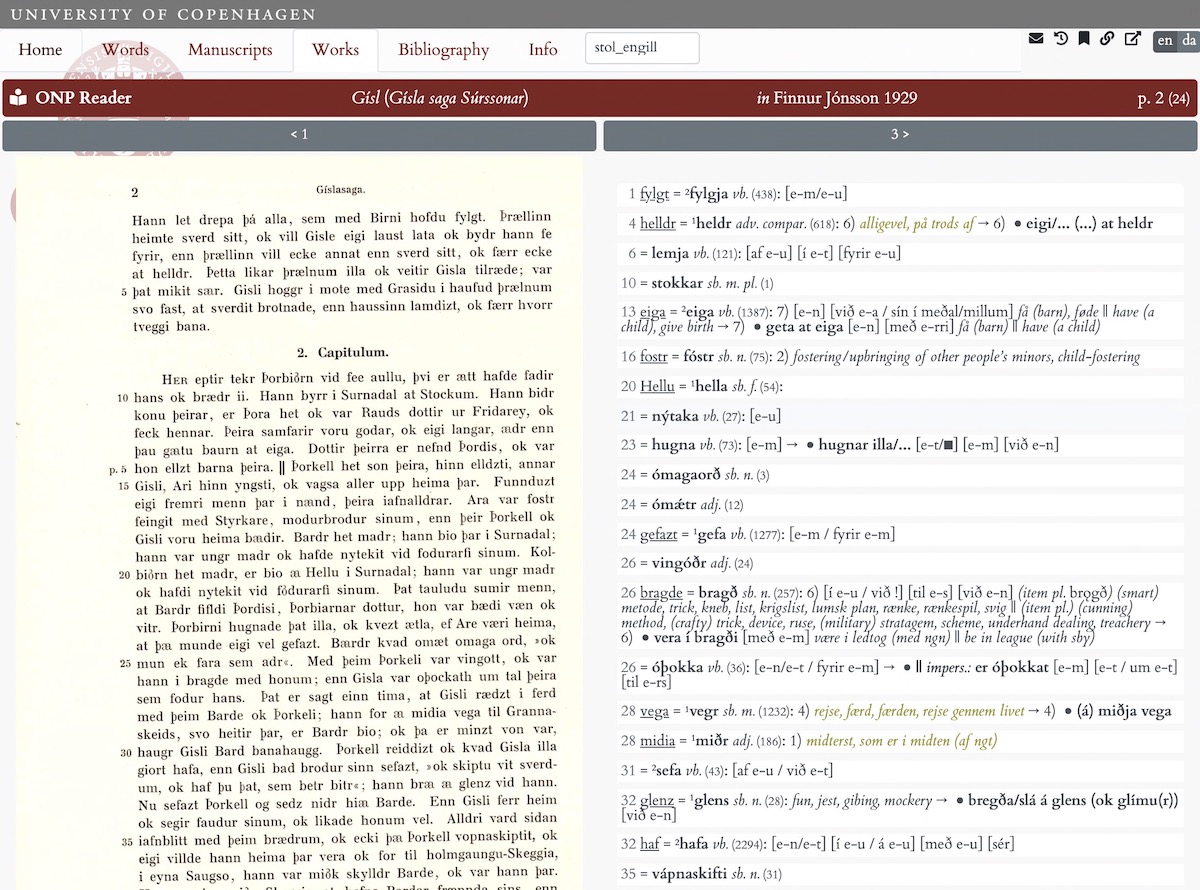 UNIVERSITY OF COPENHAGEN
Home Words Manuscripts Works Bibliography Info stol_engill en da
ONP Reader Gísl (Gísla saga Súrssonar) in Finnur Jónsson 1929 p. 2 (24)
< 1 3 >
2 Gíslasaga.
Hann let drepa þá alla, sem med Birni hofdu fylgt. Þrællinn
heimte sverd sitt, ok vill Gisle eigi laust lata ok bydr hann fe
fyrir, enn þrællinn vill ecke annat enn sverd sitt, ok færr ecke
at helldr. Þetta likar þrælnum illa ok veitir Gisla tilræde; var
5 þat mikit sær. Gisli hoggr i mote med Grasidu i haufud þrælnum
svo fast, at sverdit brotnade, enn haussinn lamdizt, ok fær hvorr
tveggi bana.
2. Capitulum.
HER eptir tekr Þorbiðrn vid fee aullu, þvi er ætt hafde fadir
10 hans ok brædr ii. Hann byrr i Surnadal at Stockum. Hann bidr
konu þeirar, er Þora het ok var Rauds dottir ur Fridarey, ok
feck hennar. Þeira samfarir voru godar, ok eigi langar, ædr enn
þau gætu baurn at eiga. Dottir þeirra er nefnd Þordis, ok var
p. 5 hon ellzt barna þeira. ‖ Þorkell het son þeira, hinn elldzti, annar
15 Gisli, Ari hinn yngsti, ok vagsa aller upp heima þar. Funnduzt
eigi fremri menn þar i nænd, þeira iafnalldrar. Ara var fostr
feingit med Styrkare, modurbrodur sinum, enn þeir Þorkell ok
Gisli voru heima bædir. Bardr het madr; hann bio þar i Surnadal;
hann var ungr madr ok hafde nytekit vid fodurarfi sinum. Kol-
20 biðrn het madr, er bio æ Hellu i Surnadal; hann var ungr madr
ok hafdi nytekit vid fðdurarfi sinum. Þat tauludu sumir menn,
at Bardr fifldi Þordisi, Þorbiarnar dottur, hon var bædi væn ok
vitr. Þorbirni hugnade þat illa, ok kvezt ætla, ef Are væri heima,
at þæ munde eigi vel gefazt. Bærdr kvad omæt omaga ord, »ok
25 mun ek fara sem adr«. Med þeim Þorkeli var vingott, ok var
hann i bragde med honum; enn Gisla var oþockath um tal þeira
sem fodur hans. Þat er sagt einn tima, at Gisli rædzt i ferd
med þeim Barde ok Þorkeli; hann for æ midia vega til Granna-
skeids, svo heitir þar, er Bardr bio; ok þa er minzt von var,
30 haugr Gisli Bard banahaugg. Þorkell reiddizt ok kvad Gisla illa
giort hafa, enn Gisli bad brodur sinn sefazt, »ok skiptu vit sverd-
um, ok haf þu þat, sem betr bitr«; hann bræ æ glenz vid hann.
Nu sefazt Þorkell og sedz nidr hiæ Barde. Enn Gisli ferr heim
ok segir faudur sinum, ok likade honum vel. Alldri vard sidan
35 iafnblitt med þeim brædrum, ok ecki þæ Þorkell vopnaskiptit, ok
eigi villde hann heima þar vera ok for til holmgaungu-Skeggia,
i eyna Saugso, hann var miðk skylldr Barde, ok var hann þar.
1 fylgt = ²fylgja vb. (438): [e-m/e-u]
4 helldr = ¹heldr adv. compar. (618): 6) alligevel, på trods af → 6) ● eigi/... (...) at heldr
6 = lemja vb. (121): [af e-u] [í e-t] [fyrir e-u]
10 = stokkar sb. m. pl. (1)
13 eiga = ²eiga vb. (1387): 7) [e-n] [við e-a / sín í meðal/millum] få (barn), føde ‖ have (a
child), give birth → 7) ● geta at eiga [e-n] [með e-rri] få (barn) ‖ have (a child)
16 fostr = fóstr sb. n. (75): 2) fostering/upbringing of other people's minors, child-fostering
20 Hellu = ¹hella sb. f. (54):
21 = nýtaka vb. (27): [e-u]
23 = hugna vb. (73): [e-m] → ● hugnar illa/... [e-t/■] [e-m] [við e-n]
24 = ómagaorð sb. n. (3)
24 = ómǽtr adj. (12)
24 gefazt = ¹gefa vb. (1277): [e-m / fyrir e-m]
26 = vingóðr adj. (24)
26 bragde = bragð sb. n. (257): 6) [í e-u / við !] [til e-s] [við e-n] (item pl. brǫgð) (smart)
metode, trick, kneb, list, krigslist, lumsk plan, rænke, rænkespil, svig ‖ (item pl.) (cunning)
method, (crafty) trick, device, ruse, (military) stratagem, scheme, underhand dealing, treachery →
6) ● vera í bragði [með e-m] være i ledtog (med ngn) ‖ be in league (with sby)
26 = óþokka vb. (36): [e-n/e-t / fyrir e-m] → ● ‖ impers.: er óþokkat [e-m] [e-t / um e-t]
[til e-rs]
28 vega = ¹vegr sb. m. (1232): 4) rejse, færd, færden, rejse gennem livet → 4) ● (á) miðja vega
28 midia = ¹miðr adj. (186): 1) midterst, som er i midten (af ngt)
31 = ²sefa vb. (43): [af e-u / við e-t]
32 glenz = ¹glens sb. n. (28): fun, jest, gibing, mockery → ● bregða/slá á glens (ok glímu(r))
[við e-n]
32 haf = ²hafa vb. (2294): [e-n/e-t] [í e-u / á e-u] [með e-u] [sér]
35 = vápnaskifti sb. n. (31)